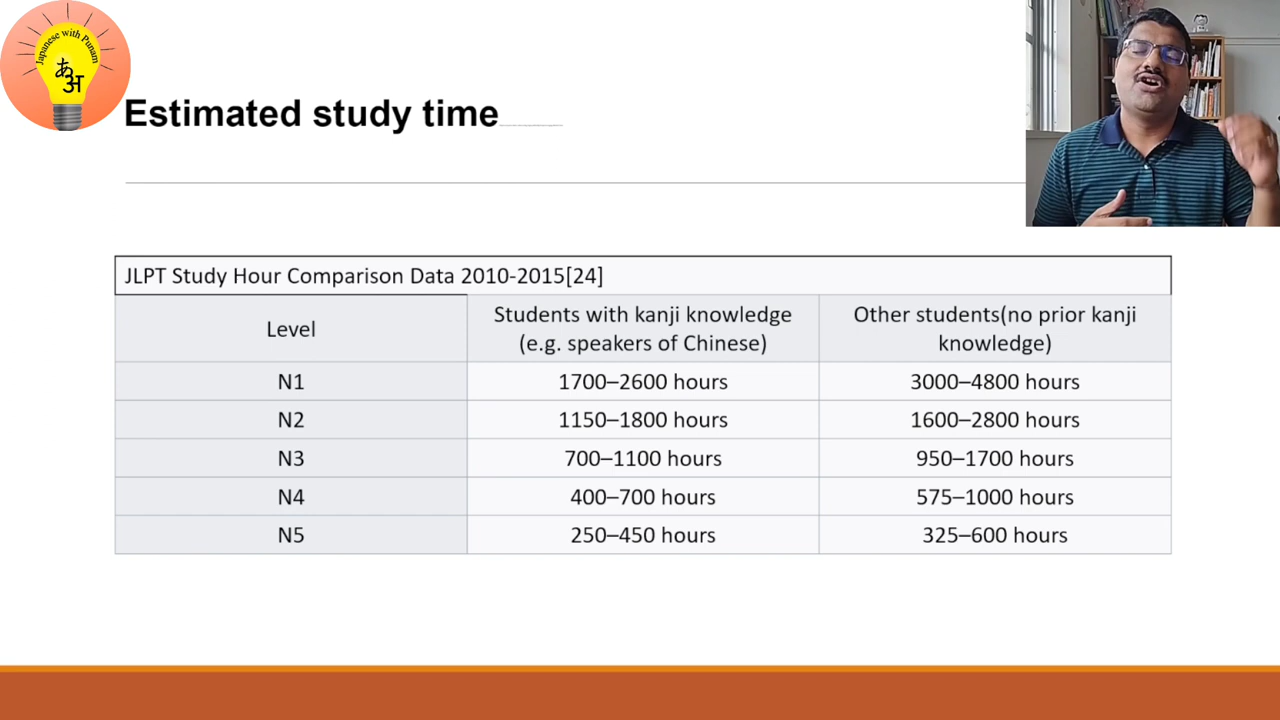 Japanese with Punam
あ
अ
Estimated study time
JLPT Study Hour Comparison Data 2010-2015[24]
Level
Students with kanji knowledge
(e.g. speakers of Chinese)
Other students(no prior kanji
knowledge)
N1 1700–2600 hours 3000–4800 hours
N2 1150–1800 hours 1600–2800 hours
N3 700–1100 hours 950–1700 hours
N4 400–700 hours 575–1000 hours
N5 250–450 hours 325–600 hours